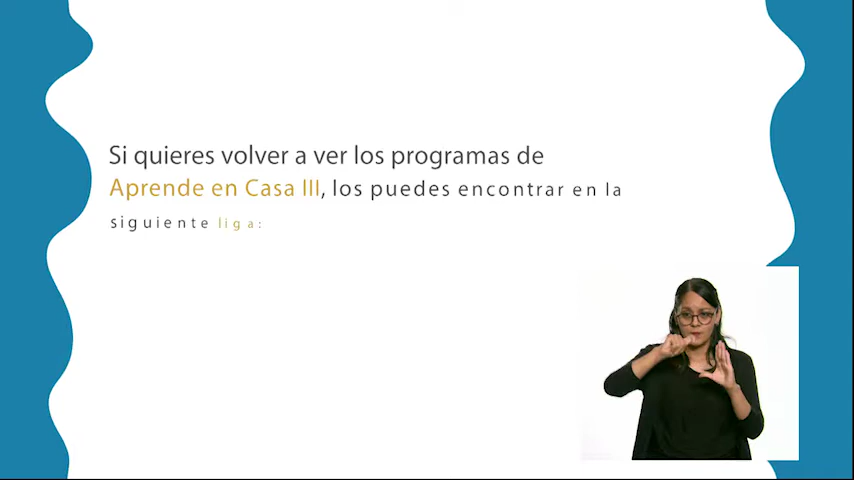 Si quieres volver a ver los programas de
Aprende en Casa III, los puedes encontrar en la
siguiente liga: